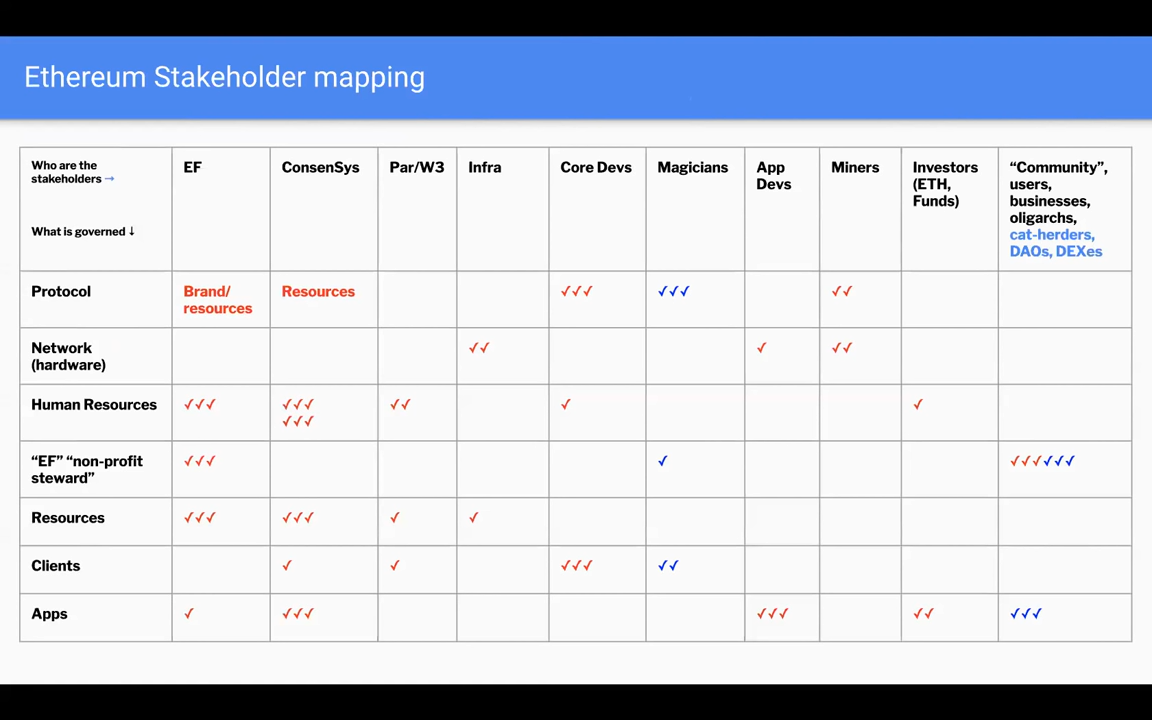 Ethereum Stakeholder mapping
Who are the
stakeholders →
What is governed ↓
EF
ConsenSys
Par/W3
Infra
Core Devs
Magicians
App
Devs
Miners
Investors
(ETH,
Funds)
“Community”,
users,
businesses,
oligarchs,
cat-herders,
DAOs, DEXes
Protocol
Brand/
resources
Resources
✓✓✓
✓✓✓
✓✓
Network
(hardware)
✓✓
✓
✓✓
Human Resources
✓✓✓
✓✓✓
✓✓✓
✓✓
✓
✓
“EF” “non-profit
steward”
✓✓✓
✓
✓✓✓✓✓✓
Resources
✓✓✓
✓✓✓
✓
✓
Clients
✓
✓
✓✓✓
✓✓
Apps
✓
✓✓✓
✓✓✓
✓✓
✓✓✓